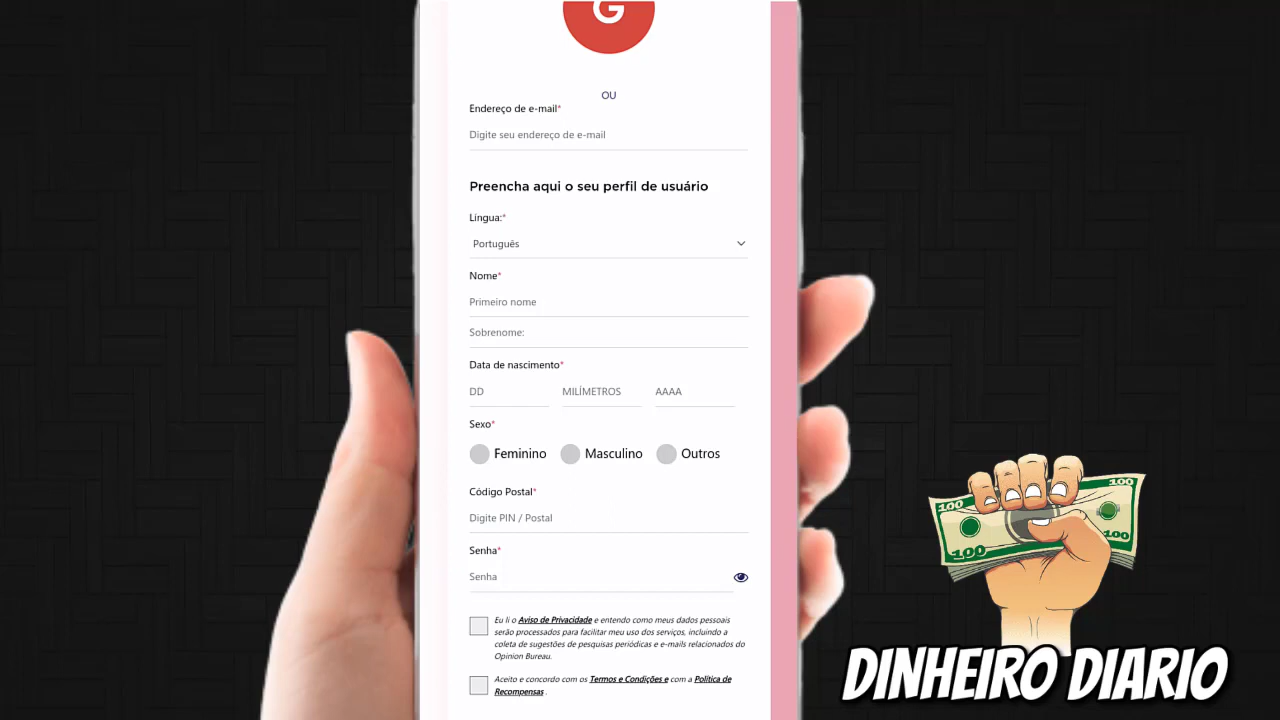 G
OU
Endereço de e-mail*
Digite seu endereço de e-mail
Preencha aqui o seu perfil de usuário
Lingua:*
Português
Nome*
Primeiro nome
Sobrenome:
Data de nascimento*
DD MILÍMETROS AAAA
Sexo*
Feminino Masculino Outros
Código Postal*
Digite PIN / Postal
Senha*
Senha
Eu li o Aviso de Privacidade e entendo como meus dados pessoais
serão processados para facilitar meu uso dos serviços, incluindo a
coleta de sugestões de pesquisas periódicas e e-mails relacionados do
Opinion Bureau.
Aceito e concordo com os Termos e Condições e com a Política de
Recompensas .
100
100
100
DINHEIRO DIARIO